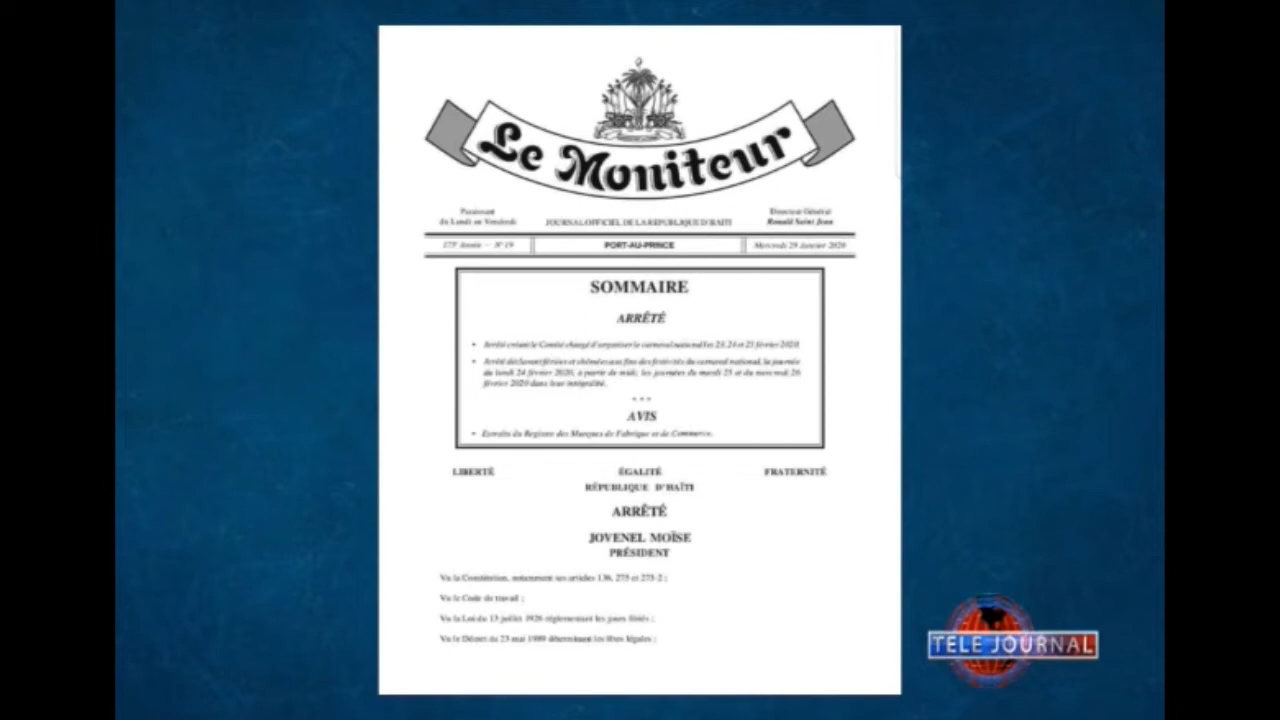 Le Moniteur
Paraissant
du Lundi au Vendredi
JOURNAL OFFICIEL DE LA REPUBLIQUE D'HAITI
Directeur Général
Ronald Saint Jean
175e Année — No 19
PORT-AU-PRINCE
Mercredi 29 Janvier 2020
SOMMAIRE
ARRÊTÉ
• Arrêté créant le Comité chargé d'organiser le carnaval national les 23, 24 et 25 février 2020.
• Arrêté déclarant fériées et chômées aux fins des festivités du carnaval national, la journée
du lundi 24 février 2020, à partir de midi; les journées du mardi 25 et du mercredi 26
février 2020 dans leur intégralité.
* * *
AVIS
• Extraits du Registre des Marques de Fabrique et de Commerce.
LIBERTÉ ÉGALITÉ FRATERNITÉ
RÉPUBLIQUE D'HAÏTI
ARRÊTÉ
JOVENEL MOÏSE
PRÉSIDENT
Vu la Constitution, notamment ses articles 136, 275 et 275-2 ;
Vu le Code du travail ;
Vu la Loi du 13 juillet 1926 réglementant les jours fériés ;
Vu le Décret du 23 mai 1989 déterminant les fêtes légales ;
TELE JOURNAL